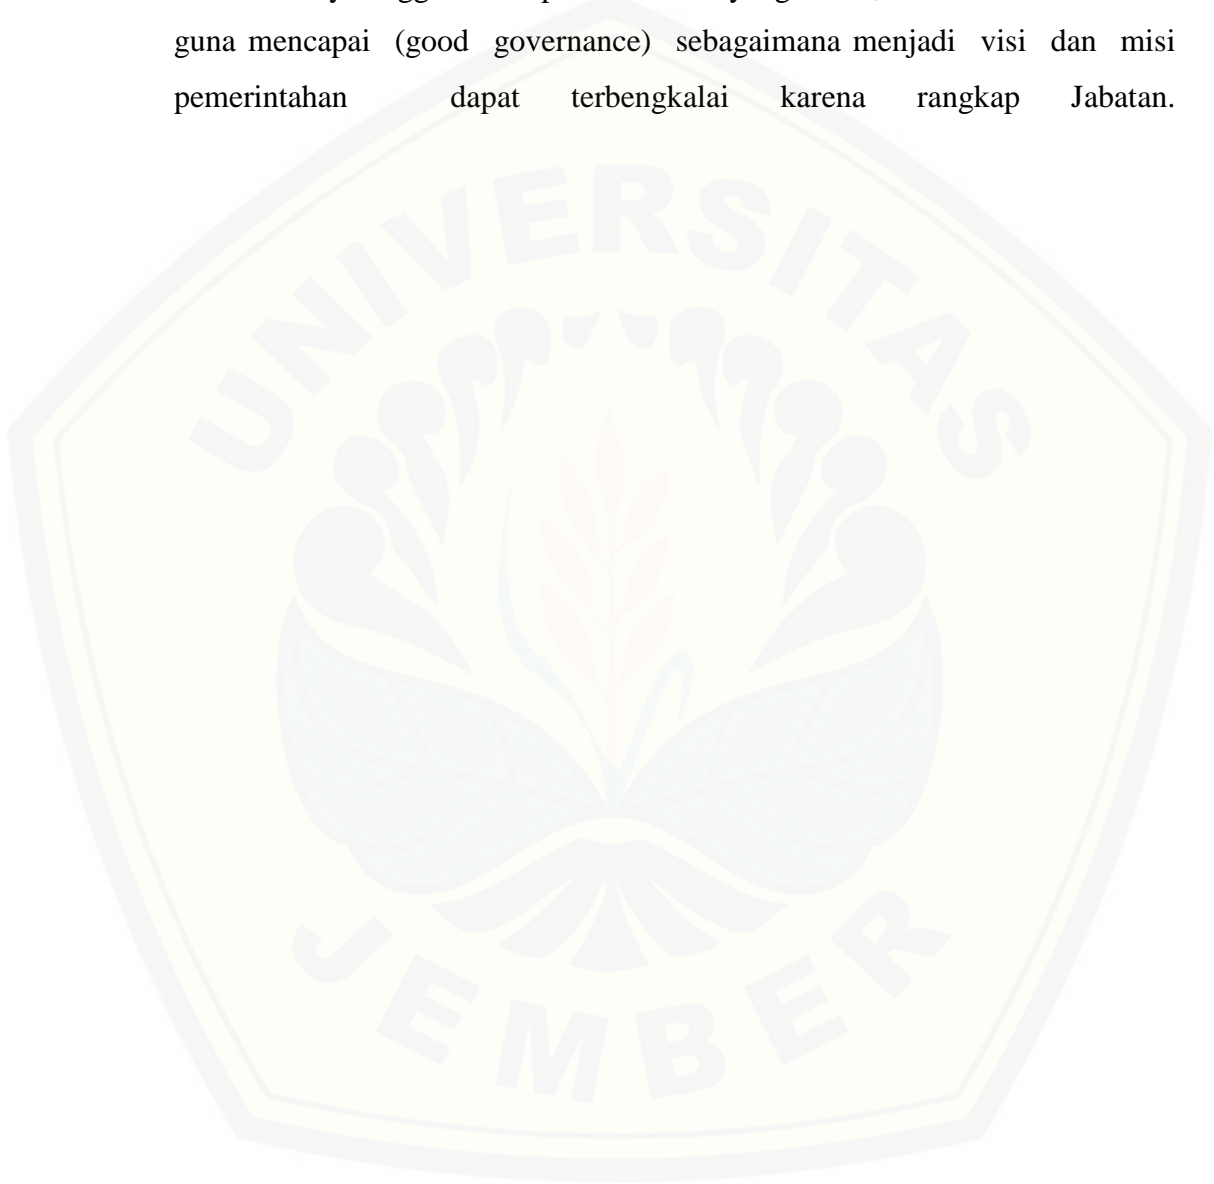 guna mencapai (good governance) sebagaimana menjadi visi dan misi
pemerintahan dapat terbengkalai karena rangkap Jabatan.
UNIVERSITAS
JEMBER